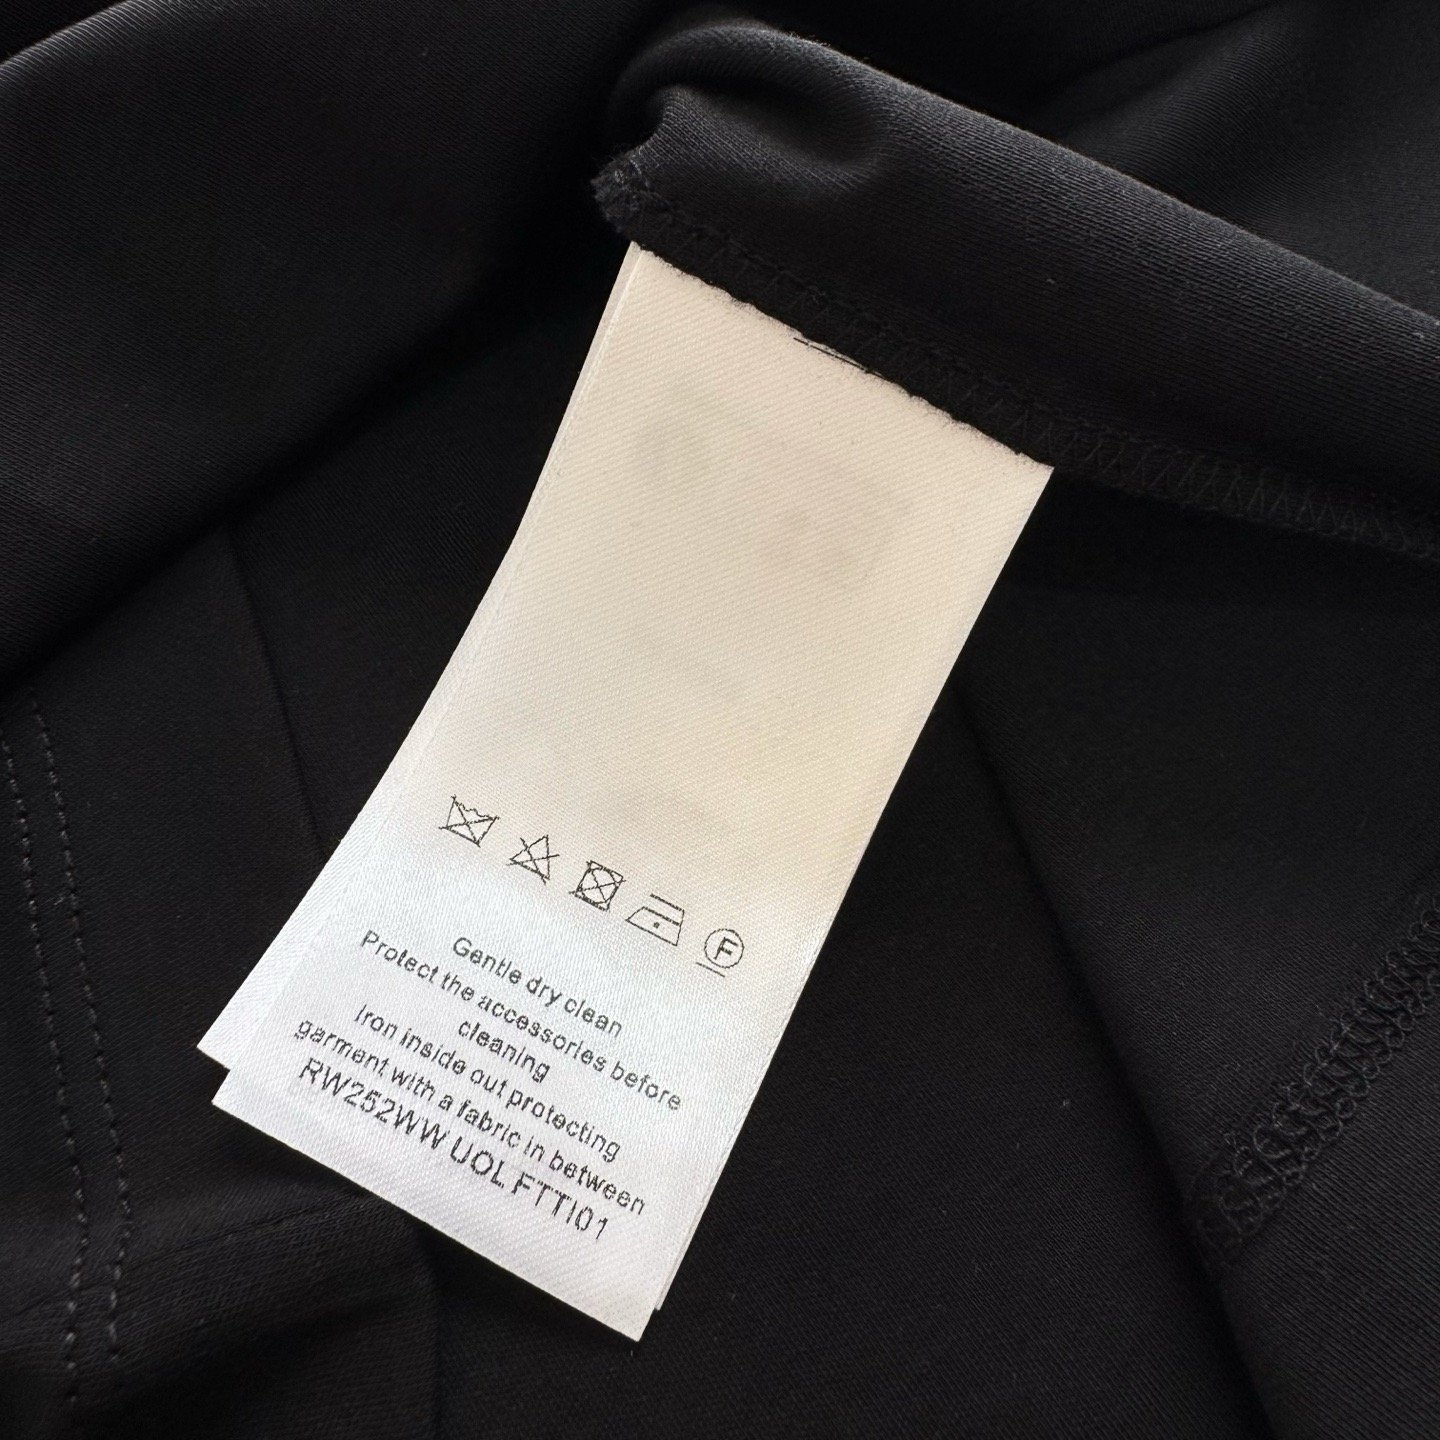 F
Gentle dry clean
Protect the accessories before
cleaning
Iron inside out protecting
garment with a fabric in between
RW252WW UOL FTTI01